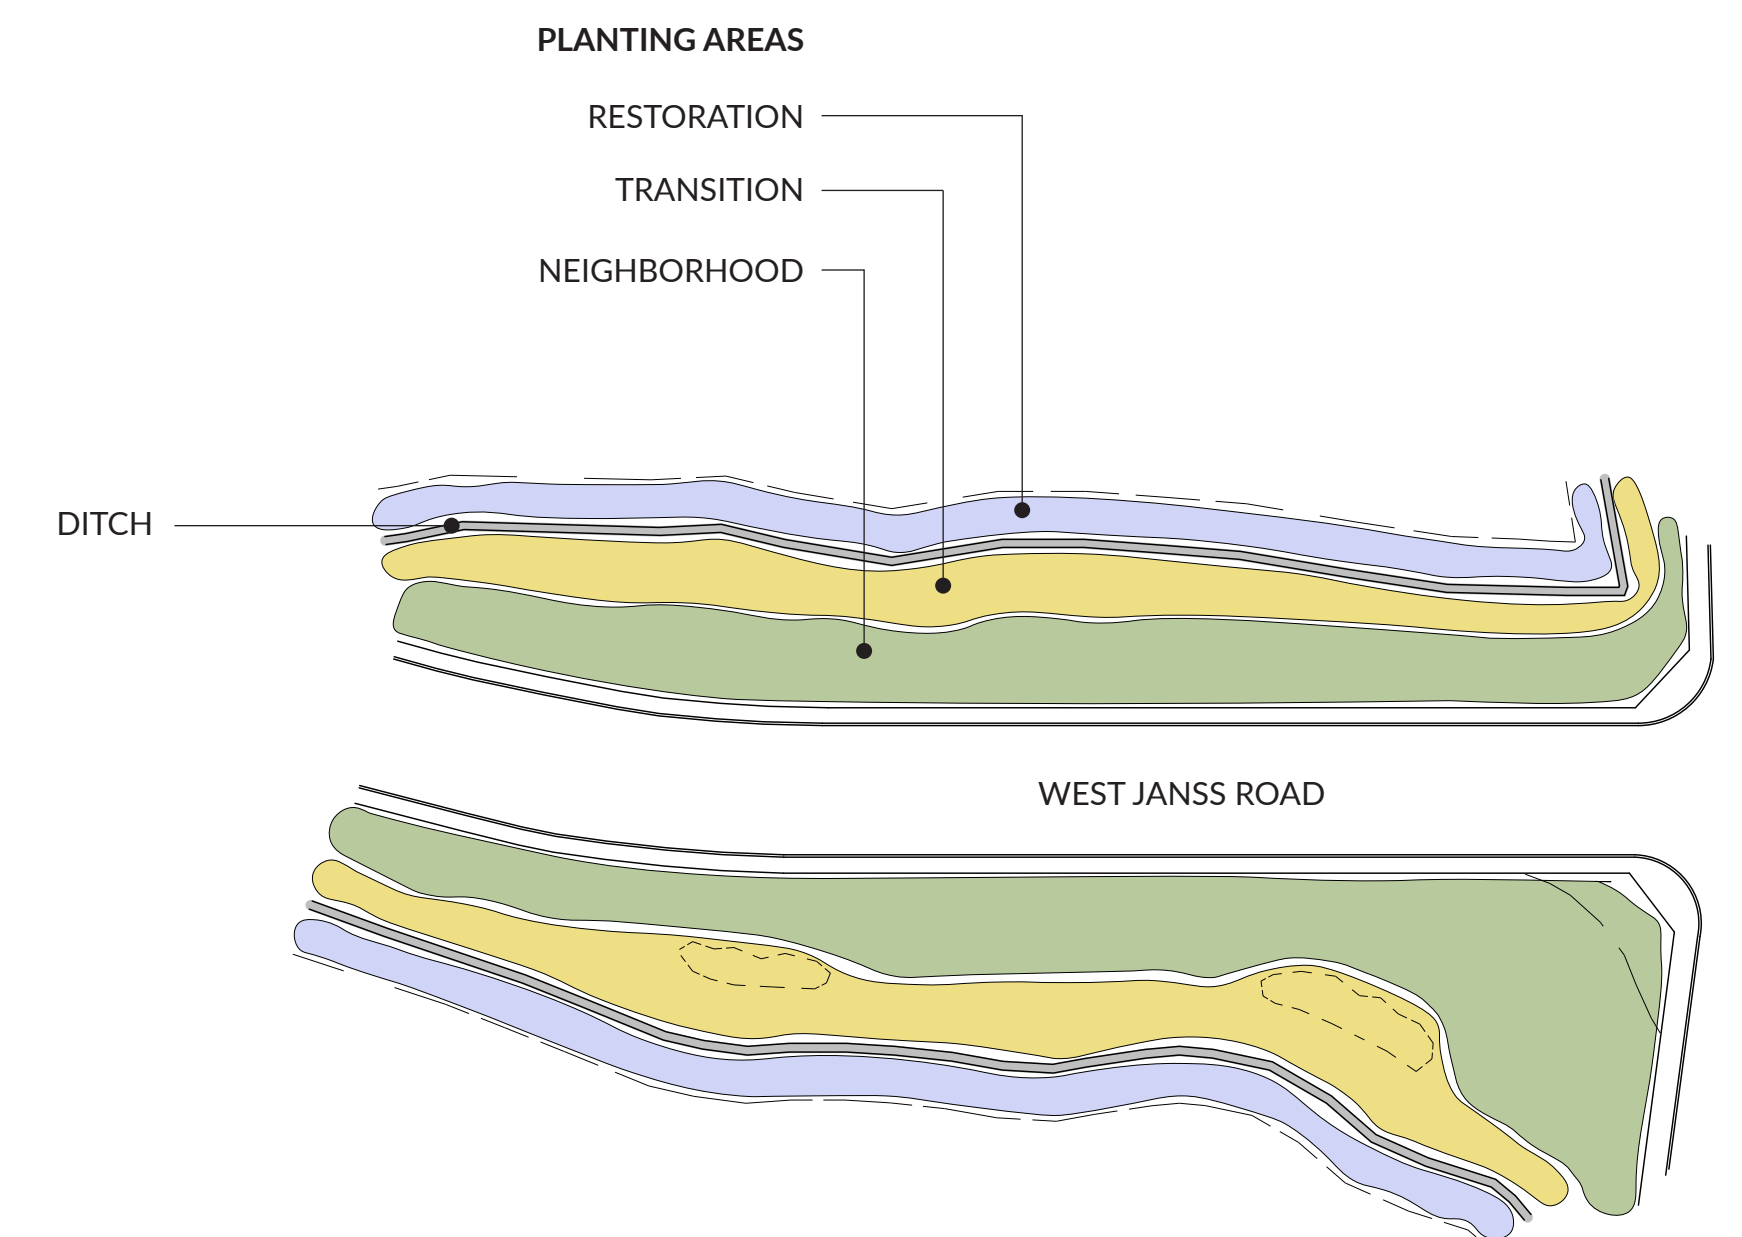 PLANTING AREAS
RESTORATION
TRANSITION
NEIGHBORHOOD
DITCH
WEST JANSS ROAD